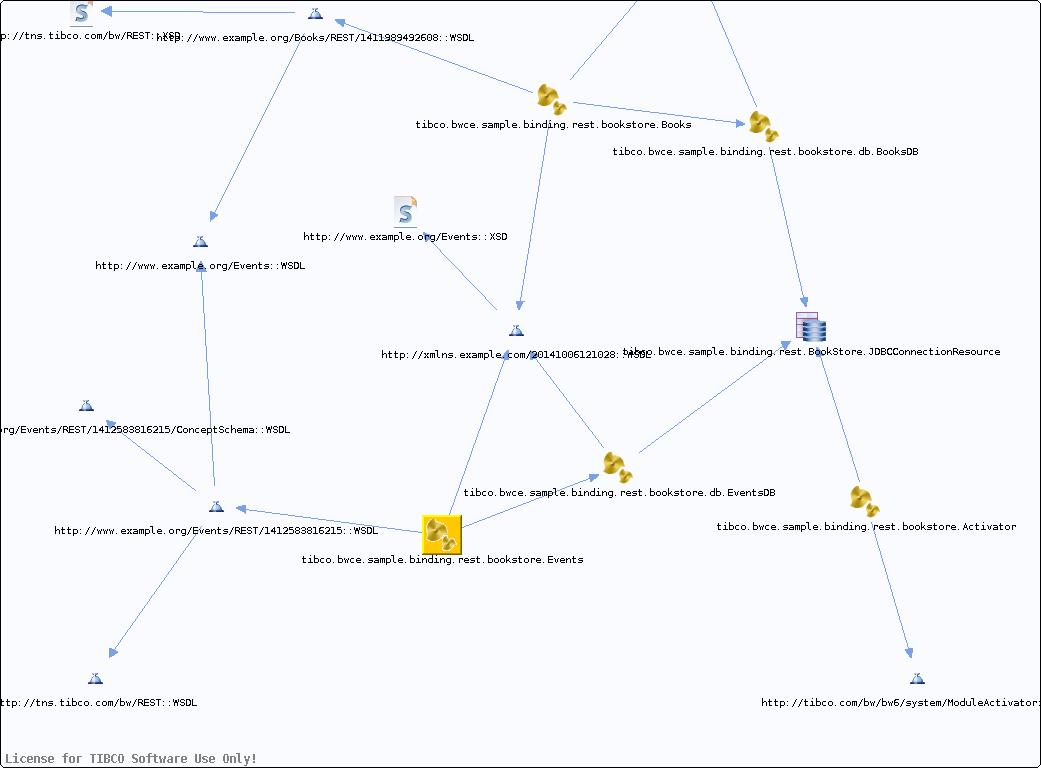 p://tns.tibco.com/bw/REST::XSD
http://www.example.org/Books/REST/1411989492608::WSDL
tibco.bwce.sample.binding.rest.bookstore.Books
tibco.bwce.sample.binding.rest.bookstore.db.BooksDB
http://www.example.org/Events::XSD
http://www.example.org/Events::WSDL
http://xmlns.example.com/20141006121028::WSDL
tibco.bwce.sample.binding.rest.BookStore.JDBCConnectionResource
org/Events/REST/1412583816215/ConceptSchema::WSDL
tibco.bwce.sample.binding.rest.bookstore.db.EventsDB
tibco.bwce.sample.binding.rest.bookstore.Activator
http://www.example.org/Events/REST/1412583816215::WSDL
tibco.bwce.sample.binding.rest.bookstore.Events
ttp://tns.tibco.com/bw/REST::WSDL
http://tibco.com/bw/bw6/system/ModuleActivator:
License for TIBCO Software Use Only!